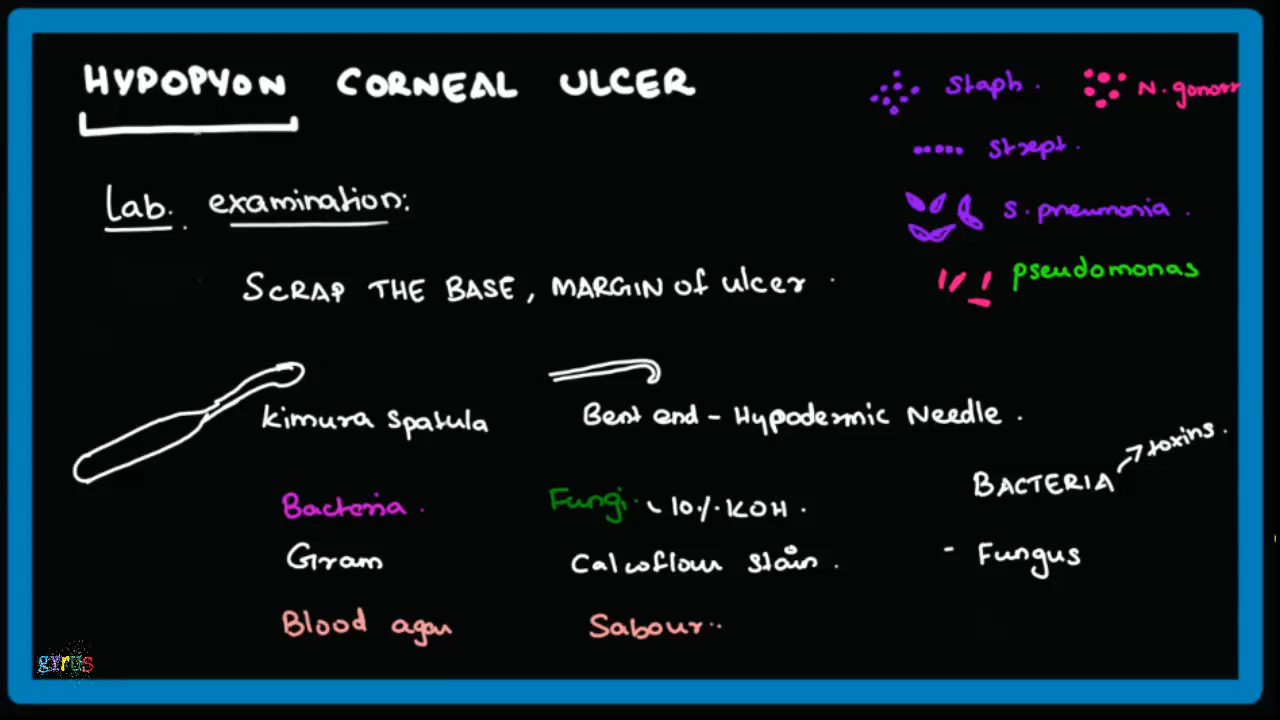 HYPOPYON CORNEAL ULCER
Staph.
N. gonorr
Strept.
Lab. examination:
S. pneumonia.
pseudomonas
SCRAP THE BASE, MARGIN of ulcer.
Kimura Spatula
Bent end - Hypodermic Needle.
toxins.
BACTERIA
Bacteria.
Fungi. 10% KOH.
Gram
Calcoflour stain.
- Fungus
Blood agar
Sabour..
gyrus